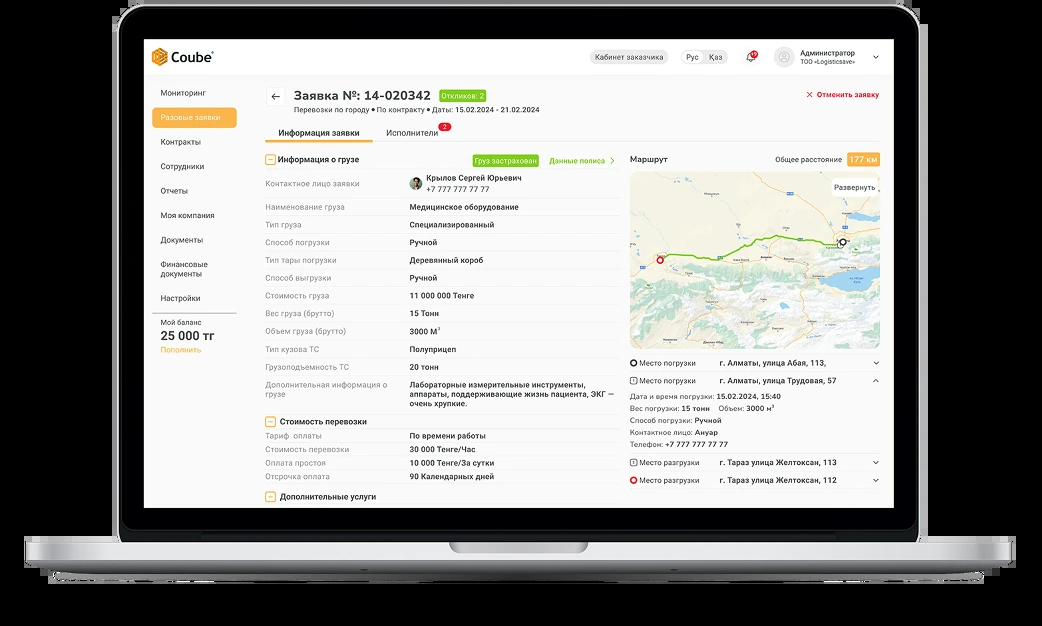 Coube
Кабинет заказчика
Рус Қаз
Администратор
ТОО «Logisticsave»
Мониторинг
Разовые заявки
Контракты
Сотрудники
Отчеты
Моя компания
Документы
Финансовые
документы
Настройки
Мой баланс
25 000 тг
Пополнить
Заявка №: 14-020342 Откликов: 2
Отменить заявку
Перевозки по городу • По контракту • Даты: 15.02.2024 - 21.02.2024
Информация заявки Исполнители 2
Информация о грузе Груз застрахован Данные полиса
Контактное лицо заявки Крылов Сергей Юрьевич
+7 777 777 77 77
Наименование груза Медицинское оборудование
Тип груза Специализированный
Способ погрузки Ручной
Тип тары погрузки Деревянный короб
Способ выгрузки Ручной
Стоимость груза 11 000 000 Тенге
Вес груза (брутто) 15 Тонн
Объем груза (брутто) 3000 М³
Тип кузова ТС Полуприцеп
Грузоподъемность ТС 20 тонн
Дополнительная информация о
грузе
Лабораторные измерительные инструменты,
аппараты, поддерживающие жизнь пациента, ЭКГ —
очень хрупкие.
Стоимость перевозки
Тариф оплаты По времени работы
Стоимость перевозки 30 000 Тенге/Час
Оплата простоя 10 000 Тенге/За сутки
Отсрочка оплата 90 Календарных дней
Дополнительные услуги
Маршрут Общее расстояние 177 км
Развернуть
Место погрузки г. Алматы, улица Абая, 113,
Место погрузки г. Алматы, улица Трудовая, 57
Дата и время погрузки: 15.02.2024, 15:40
Вес погрузки: 15 тонн Объем: 3000 м³
Способ погрузки: Ручной
Контактное лицо: Ануар
Телефон: +7 777 777 77 77
Место разгрузки г. Тараз улица Желтоксан, 113
Место разгрузки г. Тараз улица Желтоксан, 112